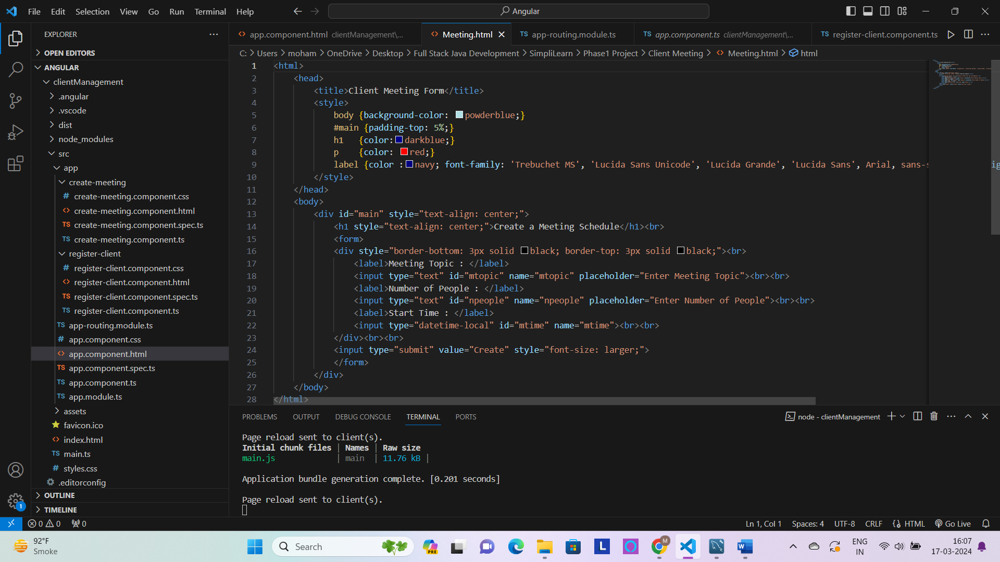 File Edit Selection View Go Run Terminal Help
Angular
EXPLORER
OPEN EDITORS
ANGULAR
clientManagement
.angular
.vscode
dist
node_modules
src
app
create-meeting
create-meeting.component.css
create-meeting.component.html
create-meeting.component.spec.ts
create-meeting.component.ts
register-client
register-client.component.css
register-client.component.html
register-client.component.spec.ts
register-client.component.ts
app-routing.module.ts
app.component.css
app.component.html
app.component.spec.ts
app.component.ts
app.module.ts
assets
favicon.ico
index.html
main.ts
styles.css
.editorconfig
OUTLINE
TIMELINE
app.component.html clientManagement\... Meeting.html TS app-routing.module.ts TS app.component.ts clientManagement\... TS register-client.component.ts
C: > Users > moham > OneDrive > Desktop > Full Stack Java Development > SimpliLearn > Phase1 Project > Client Meeting > Meeting.html > html
1 <html>
2 <head>
3 <title>Client Meeting Form</title>
4 <style>
5 body {background-color: powderblue;}
6 #main {padding-top: 5%;}
7 h1 {color:darkblue;}
8 p {color: red;}
9 label {color :navy; font-family: 'Trebuchet MS', 'Lucida Sans Unicode', 'Lucida Grande', 'Lucida Sans', Arial, sans-s
10 </style>
11 </head>
12 <body>
13 <div id="main" style="text-align: center;">
14 <h1 style="text-align: center;">Create a Meeting Schedule</h1><br>
15 <form>
16 <div style="border-bottom: 3px solid black; border-top: 3px solid black;"><br>
17 <label>Meeting Topic : </label>
18 <input type="text" id="mtopic" name="mtopic" placeholder="Enter Meeting Topic"><br><br>
19 <label>Number of People : </label>
20 <input type="text" id="npeople" name="npeople" placeholder="Enter Number of People"><br><br>
21 <label>Start Time : </label>
22 <input type="datetime-local" id="mtime" name="mtime"><br><br>
23 </div><br><br>
24 <input type="submit" value="Create" style="font-size: larger;">
25 </form>
26 </div>
27 </body>
28 </html>
PROBLEMS OUTPUT DEBUG CONSOLE TERMINAL PORTS
node - clientManagement
Page reload sent to client(s).
Initial chunk files | Names | Raw size
main.js | main | 11.76 kB |
Application bundle generation complete. [0.201 seconds]
Page reload sent to client(s).
1
0 0 0
Ln 1, Col 1 Spaces: 4 UTF-8 CRLF HTML Go Live
92°F
Smoke
Search
PRE
L
M
W
ENG
IN
16:07
17-03-2024